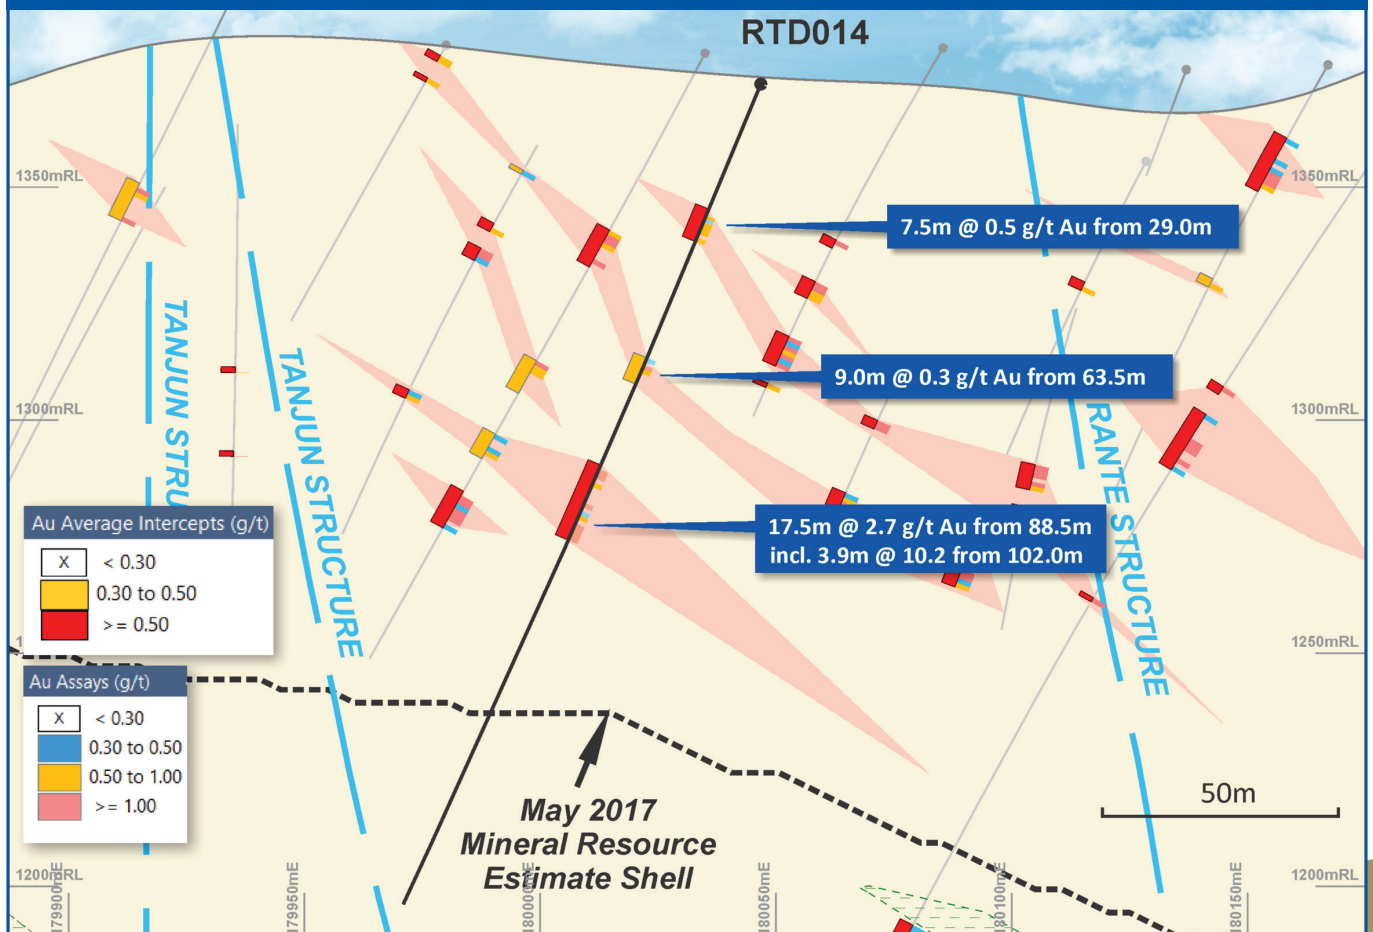 RTD014
1350mRL
1350mRL
7.5m @ 0.5 g/t Au from 29.0m
TANJUN STRU
TANJUN STRUCTURE
9.0m @ 0.3 g/t Au from 63.5m
1300mRL
1300mRL
RANTE STRUCTURE
17.5m @ 2.7 g/t Au from 88.5m
incl. 3.9m @ 10.2 from 102.0m
Au Average Intercepts (g/t)
X < 0.30
0.30 to 0.50
>= 0.50
1
1250mRL
Au Assays (g/t)
X < 0.30
0.30 to 0.50
0.50 to 1.00
>= 1.00
50m
May 2017
Mineral Resource
Estimate Shell
1200mRL
1200mRL
179900mE
179950mE
180000mE
180050mE
180100mE
180150mE